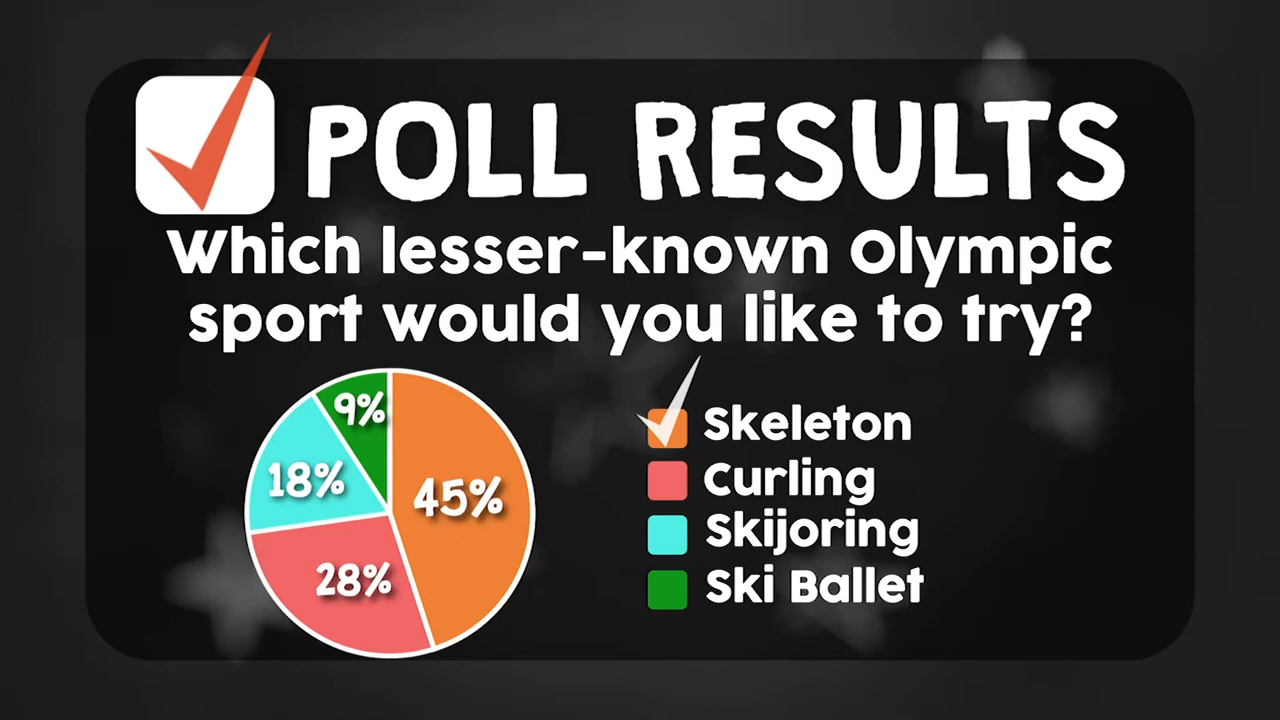 POLL RESULTS
Which lesser-known Olympic
sport would you like to try?
9%
18%
45%
28%
Skeleton
Curling
Skijoring
Ski Ballet